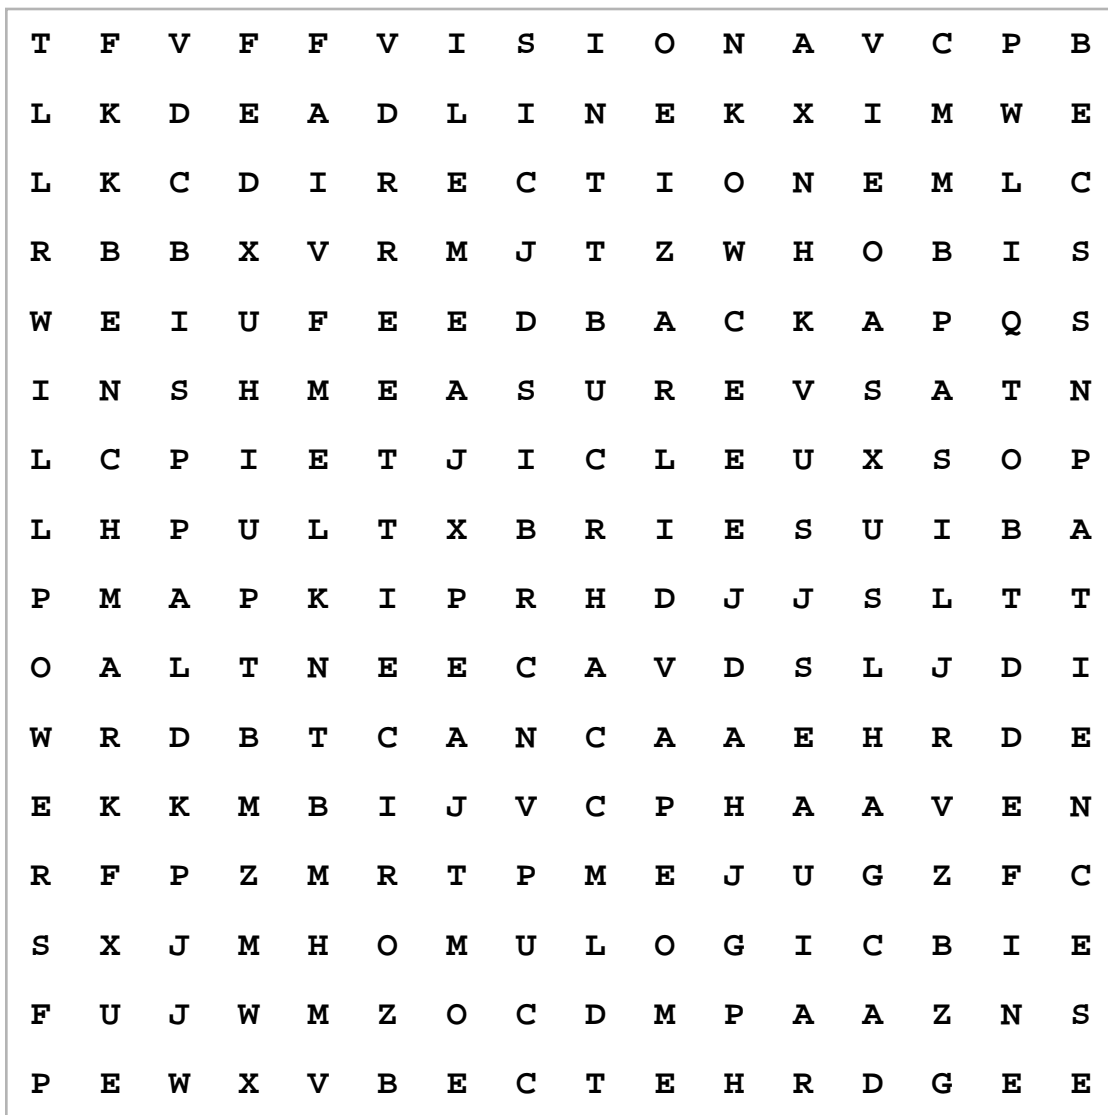 T F V F F V I S I O N A V C P B
L K D E A D L I N E K X I M W E
L K C D I R E C T I O N E M L C
R B B X V R M J T Z W H O B I S
W E I U F E E D B A C K A P Q S
I N S H M E A S U R E V S A T N
L C P I E T J I C L E U X S O P
L H P U L T X B R I E S U I B A
P M A P K I P R H D J J S L T T
O A L T N E E C A V D S L J D I
W R D B T C A N C A A E H R D E
E K K M B I J V C P H A A V E N
R F P Z M R T P M E J U G Z F C
S X J M H O M U L O G I C B I E
F U J W M Z O C D M P A A Z N S
P E W X V B E C T E H R D G E E